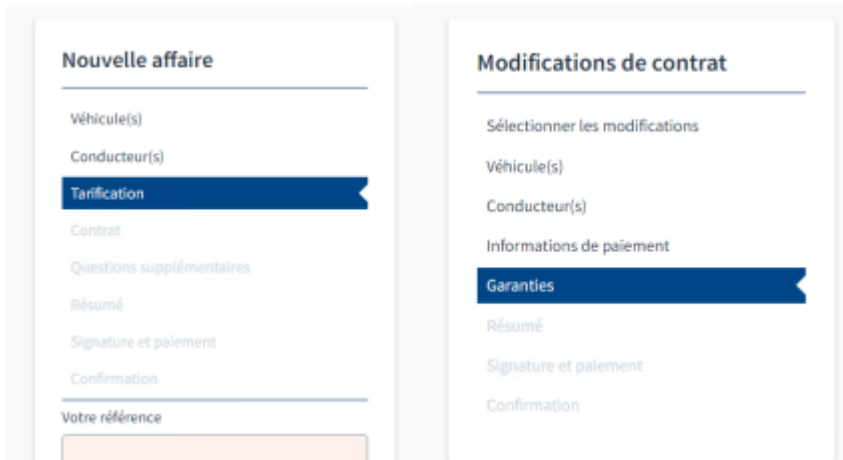 Nouvelle affaire
Véhicule(s)
Conducteur(s)
Tarification
Contrat
Questions supplémentaires
Résumé
Signature et paiement
Confirmation
Votre référence
Modifications de contrat
Sélectionner les modifications
Véhicule(s)
Conducteur(s)
Informations de paiement
Garanties
Résumé
Signature et paiement
Confirmation